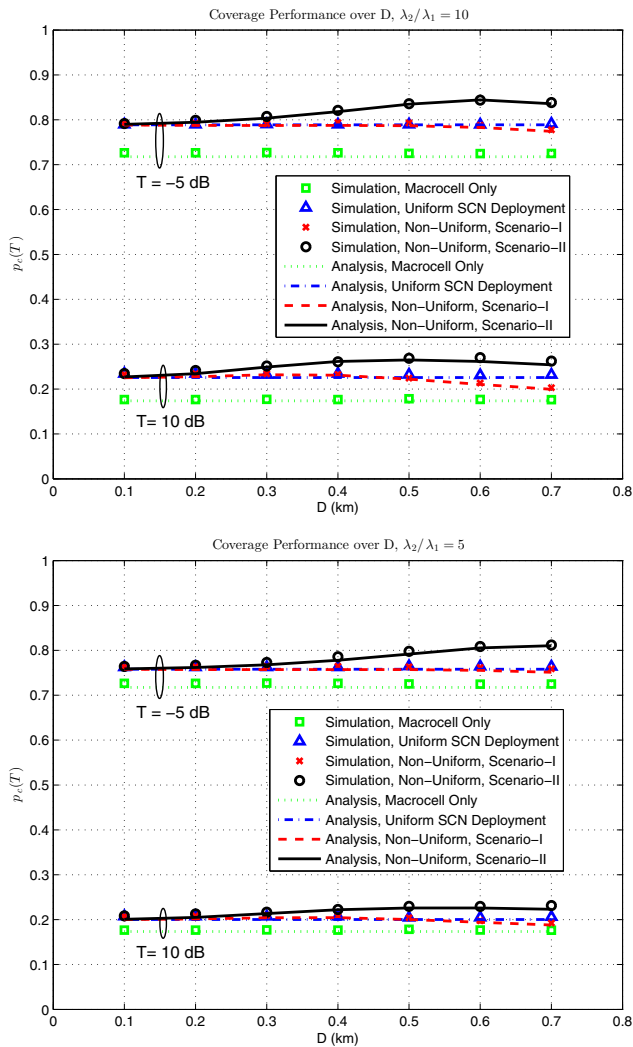 Coverage Performance over D, λ₂/λ₁ = 10
1
0.9
0.8
0.7
0.6
0.5
0.4
0.3
0.2
0.1
0
p_c(T)
T = −5 dB
Simulation, Macrocell Only
Simulation, Uniform SCN Deployment
Simulation, Non−Uniform, Scenario−I
Simulation, Non−Uniform, Scenario−II
Analysis, Macrocell Only
Analysis, Uniform SCN Deployment
Analysis, Non−Uniform, Scenario−I
Analysis, Non−Uniform, Scenario−II
T= 10 dB
0 0.1 0.2 0.3 0.4 0.5 0.6 0.7 0.8
D (km)
Coverage Performance over D, λ₂/λ₁ = 5
1
0.9
0.8
0.7
0.6
0.5
0.4
0.3
0.2
0.1
0
p_c(T)
T = −5 dB
Simulation, Macrocell Only
Simulation, Uniform SCN Deployment
Simulation, Non−Uniform, Scenario−I
Simulation, Non−Uniform, Scenario−II
Analysis, Macrocell Only
Analysis, Uniform SCN Deployment
Analysis, Non−Uniform, Scenario−I
Analysis, Non−Uniform, Scenario−II
T= 10 dB
0 0.1 0.2 0.3 0.4 0.5 0.6 0.7 0.8
D (km)